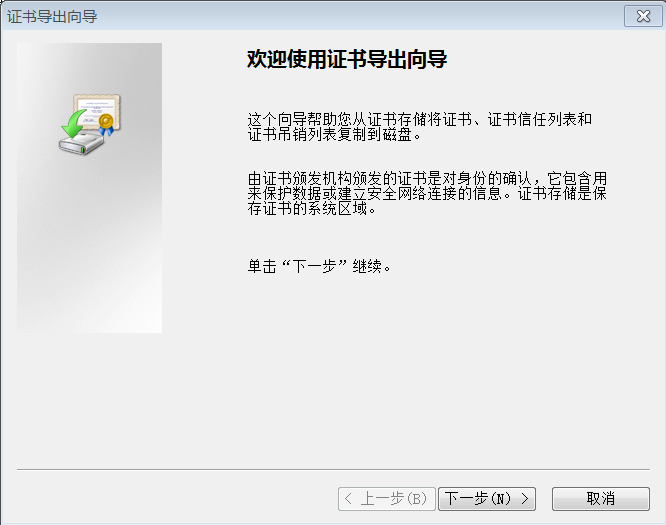 证书导出向导
欢迎使用证书导出向导
这个向导帮助您从证书存储将证书、证书信任列表和
证书吊销列表复制到磁盘。
由证书颁发机构颁发的证书是对身份的确认，它包含用
来保护数据或建立安全网络连接的信息。证书存储是保
存证书的系统区域。
单击“下一步”继续。
< 上一步(B) 下一步(N) > 取消